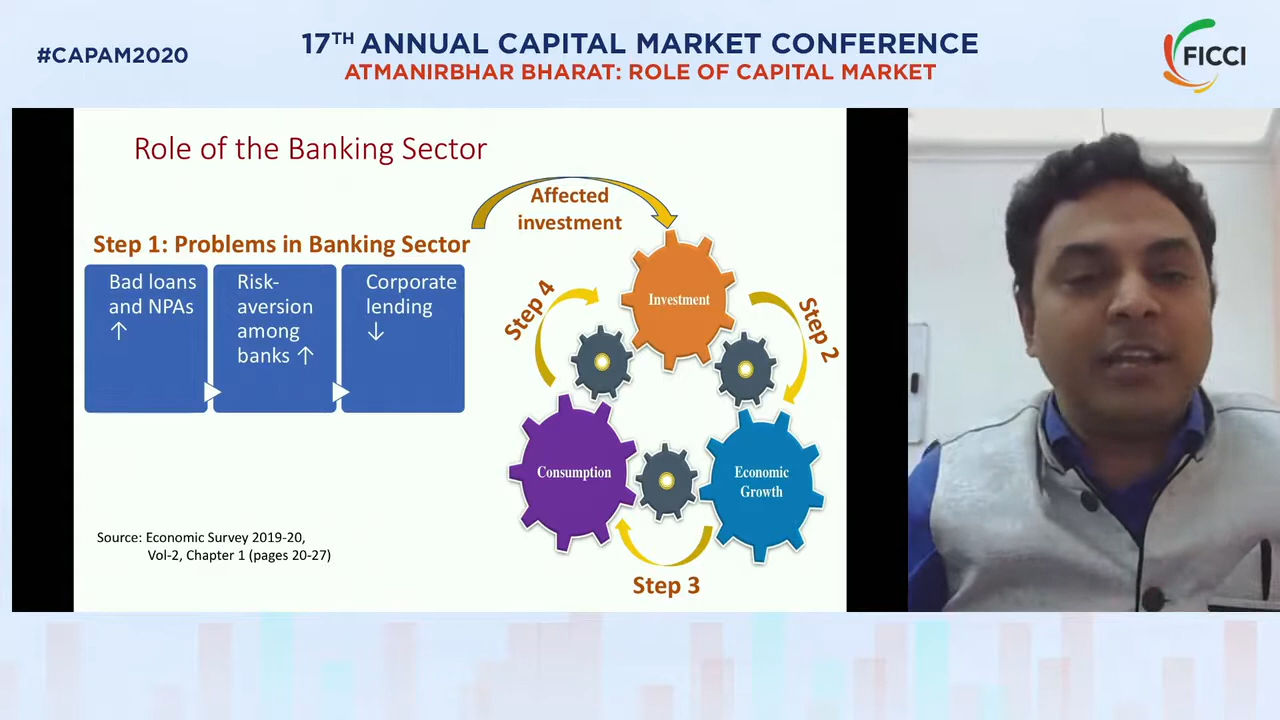 #CAPAM2020
17TH ANNUAL CAPITAL MARKET CONFERENCE
ATMANIRBHAR BHARAT: ROLE OF CAPITAL MARKET
FICCI
Role of the Banking Sector
Affected
investment
Step 1: Problems in Banking Sector
Bad loans
and NPAs
↑
Risk-
aversion
among
banks ↑
Corporate
lending
↓
Investment
Step 4
Step 2
Consumption
Economic
Growth
Step 3
Source: Economic Survey 2019-20,
Vol-2, Chapter 1 (pages 20-27)